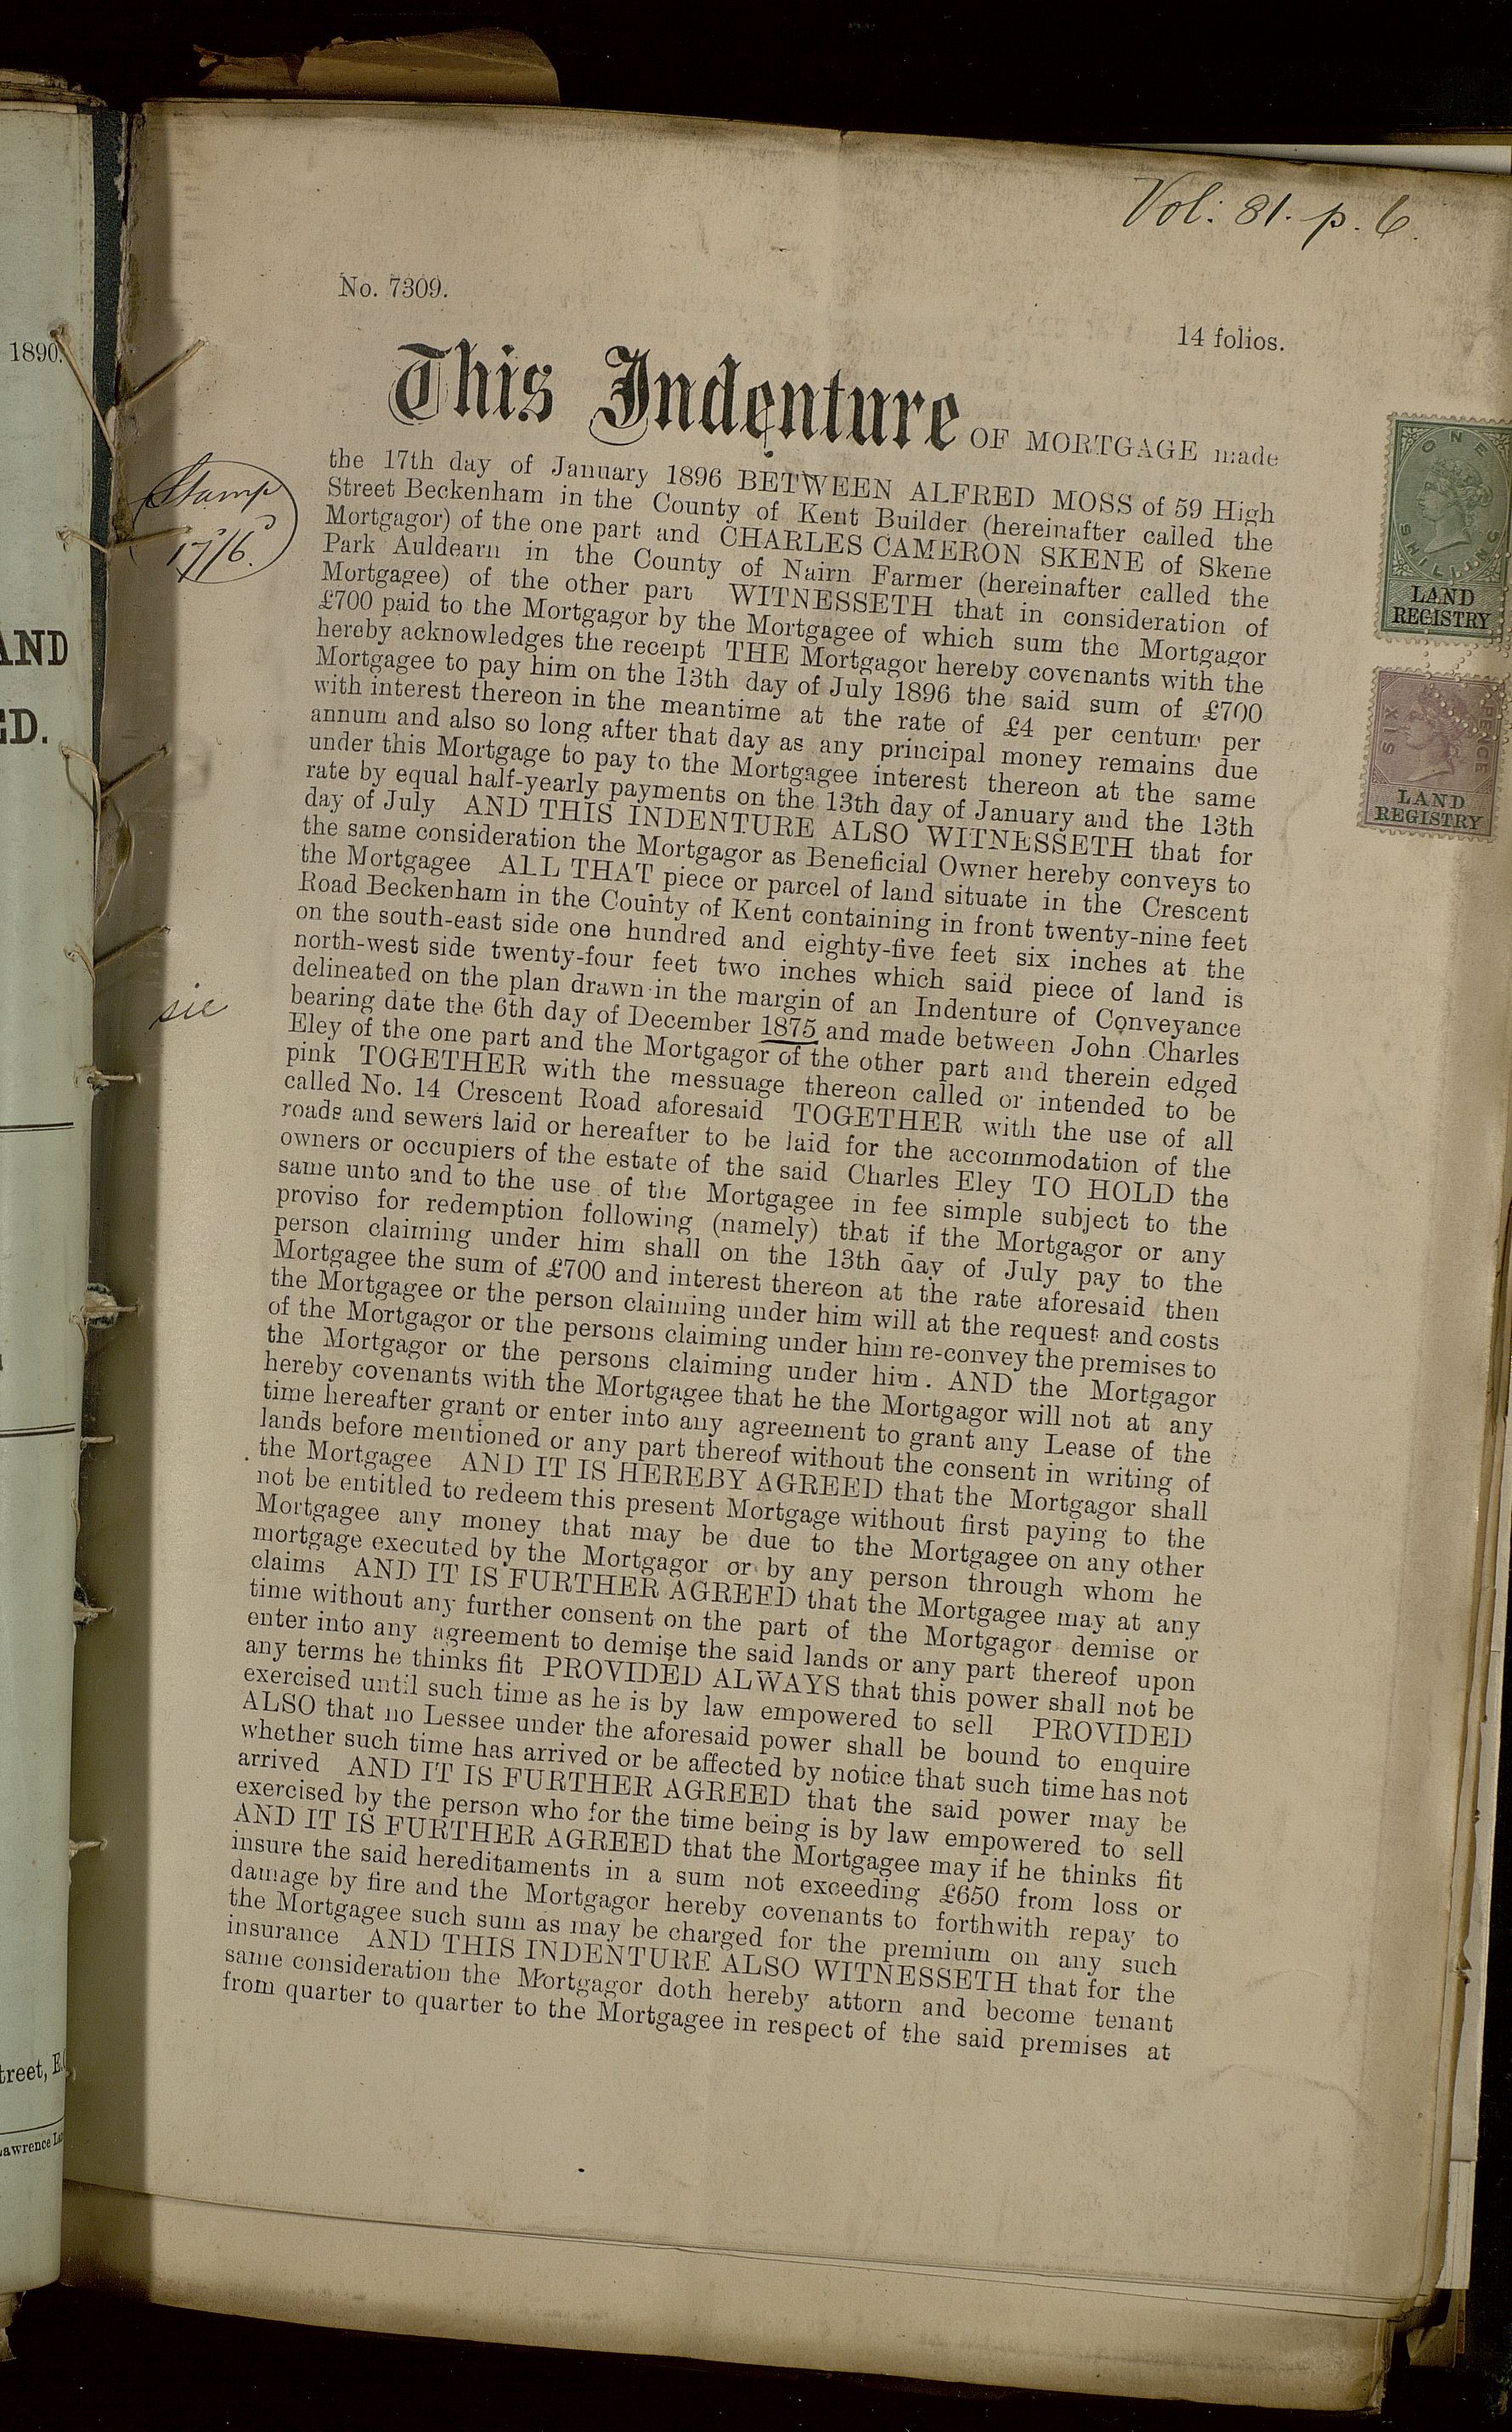 Vol: 81. p. 6.
No. 7309.
14 folios.
This Indenture OF MORTGAGE made
the 17th day of January 1896 BETWEEN ALFRED MOSS of 59 High
Street Beckenham in the County of Kent Builder (hereinafter called the
Mortgagor) of the one part and CHARLES CAMERON SKENE of Skene
Park Auldearn in the County of Nairn Farmer (hereinafter called the
Mortgagee) of the other part WITNESSETH that in consideration of
£700 paid to the Mortgagor by the Mortgagee of which sum the Mortgagor
hereby acknowledges the receipt THE Mortgagor hereby covenants with the
Mortgagee to pay him on the 13th day of July 1896 the said sum of £700
with interest thereon in the meantime at the rate of £4 per centum per
annum and also so long after that day as any principal money remains due
under this Mortgage to pay to the Mortgagee interest thereon at the same
rate by equal half-yearly payments on the 13th day of January and the 13th
day of July AND THIS INDENTURE ALSO WITNESSETH that for
the same consideration the Mortgagor as Beneficial Owner hereby conveys to
the Mortgagee ALL THAT piece or parcel of land situate in the Crescent
Road Beckenham in the County of Kent containing in front twenty-nine feet
on the south-east side one hundred and eighty-five feet six inches at the
north-west side twenty-four feet two inches which said piece of land is
delineated on the plan drawn in the margin of an Indenture of Conveyance
bearing date the 6th day of December 1875 and made between John Charles
Eley of the one part and the Mortgagor of the other part and therein edged
pink TOGETHER with the messuage thereon called or intended to be
called No. 14 Crescent Road aforesaid TOGETHER with the use of all
roads and sewers laid or hereafter to be laid for the accommodation of the
owners or occupiers of the estate of the said Charles Eley TO HOLD the
same unto and to the use of the Mortgagee in fee simple subject to the
proviso for redemption following (namely) that if the Mortgagor or any
person claiming under him shall on the 13th day of July pay to the
Mortgagee the sum of £700 and interest thereon at the rate aforesaid then
the Mortgagee or the person claiming under him will at the request and costs
of the Mortgagor or the persons claiming under him re-convey the premises to
the Mortgagor or the persons claiming under him. AND the Mortgagor
hereby covenants with the Mortgagee that he the Mortgagor will not at any
time hereafter grant or enter into any agreement to grant any Lease of the
lands before mentioned or any part thereof without the consent in writing of
the Mortgagee AND IT IS HEREBY AGREED that the Mortgagor shall
not be entitled to redeem this present Mortgage without first paying to the
Mortgagee any money that may be due to the Mortgagee on any other
mortgage executed by the Mortgagor or by any person through whom he
claims AND IT IS FURTHER AGREED that the Mortgagee may at any
time without any further consent on the part of the Mortgagor demise or
enter into any agreement to demise the said lands or any part thereof upon
any terms he thinks fit PROVIDED ALWAYS that this power shall not be
exercised until such time as he is by law empowered to sell PROVIDED
ALSO that no Lessee under the aforesaid power shall be bound to enquire
whether such time has arrived or be affected by notice that such time has not
arrived AND IT IS FURTHER AGREED that the said power may be
exercised by the person who for the time being is by law empowered to sell
AND IT IS FURTHER AGREED that the Mortgagee may if he thinks fit
insure the said hereditaments in a sum not exceeding £650 from loss or
damage by fire and the Mortgagor hereby covenants to forthwith repay to
the Mortgagee such sum as may be charged for the premium on any such
insurance AND THIS INDENTURE ALSO WITNESSETH that for the
same consideration the Mortgagor doth hereby attorn and become tenant
from quarter to quarter to the Mortgagee in respect of the said premises at
Stamp
17/6.
sic
ONE
SHILLING
LAND
REGISTRY
SIX
PENCE
LAND
REGISTRY
1890.
AND
ED.
treet, E.
Lawrence